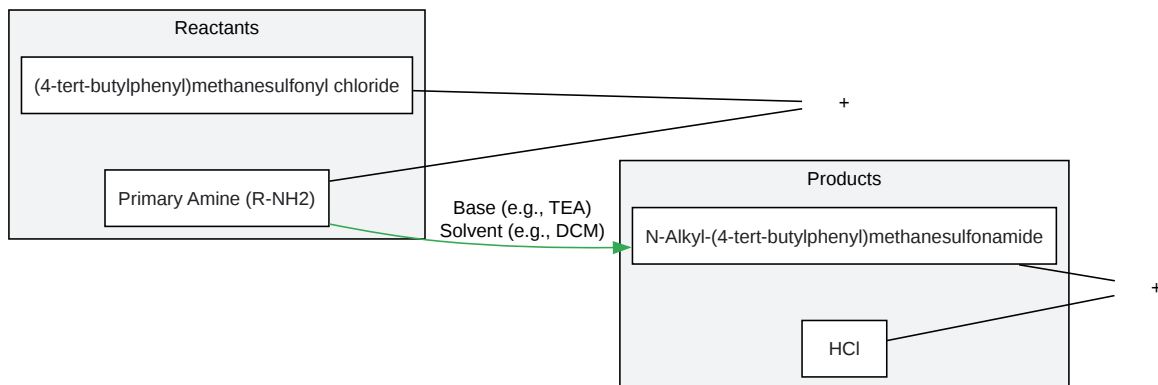 Reactants
(4-tert-butylphenyl)methanesulfonyl chloride
+
Primary Amine (R-NH2)
Base (e.g., TEA)
Solvent (e.g., DCM)
Products
N-Alkyl-(4-tert-butylphenyl)methanesulfonamide
+
HCl